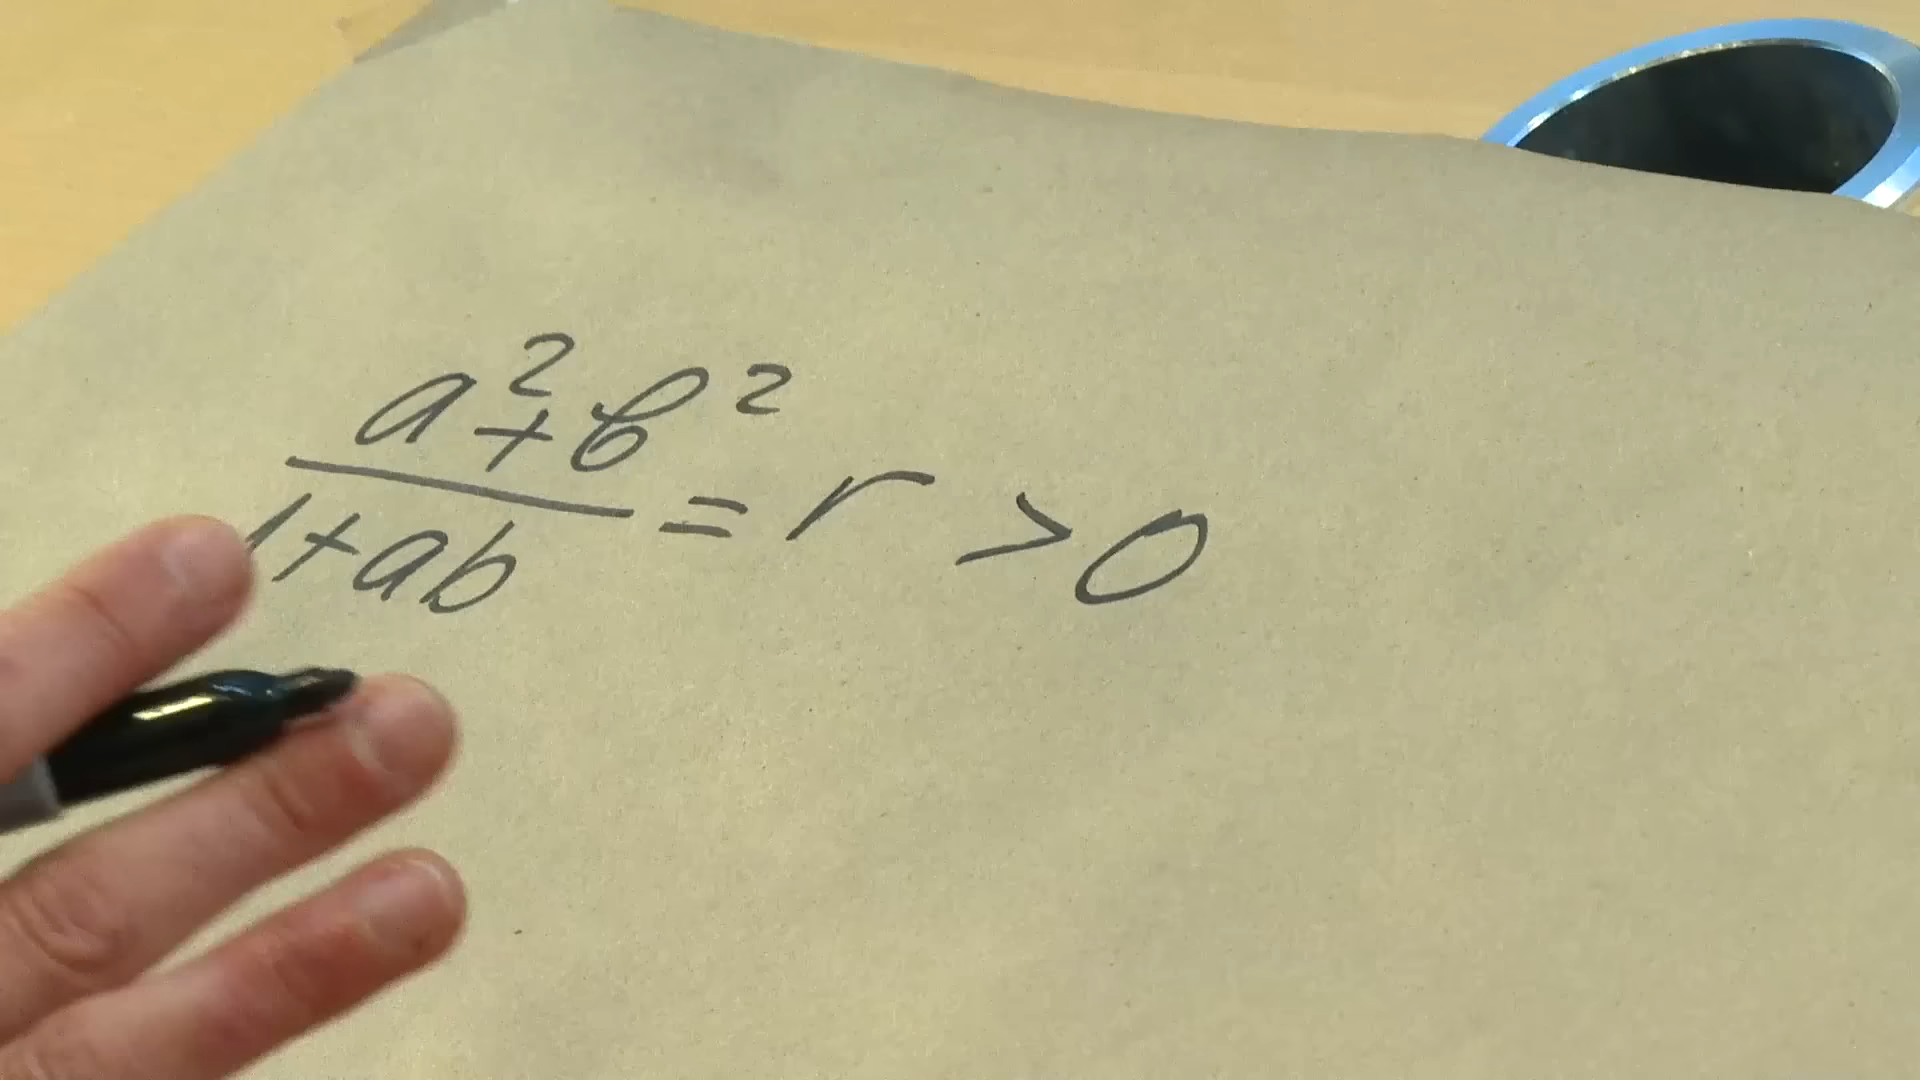 a² + b²
1 + ab = r > 0